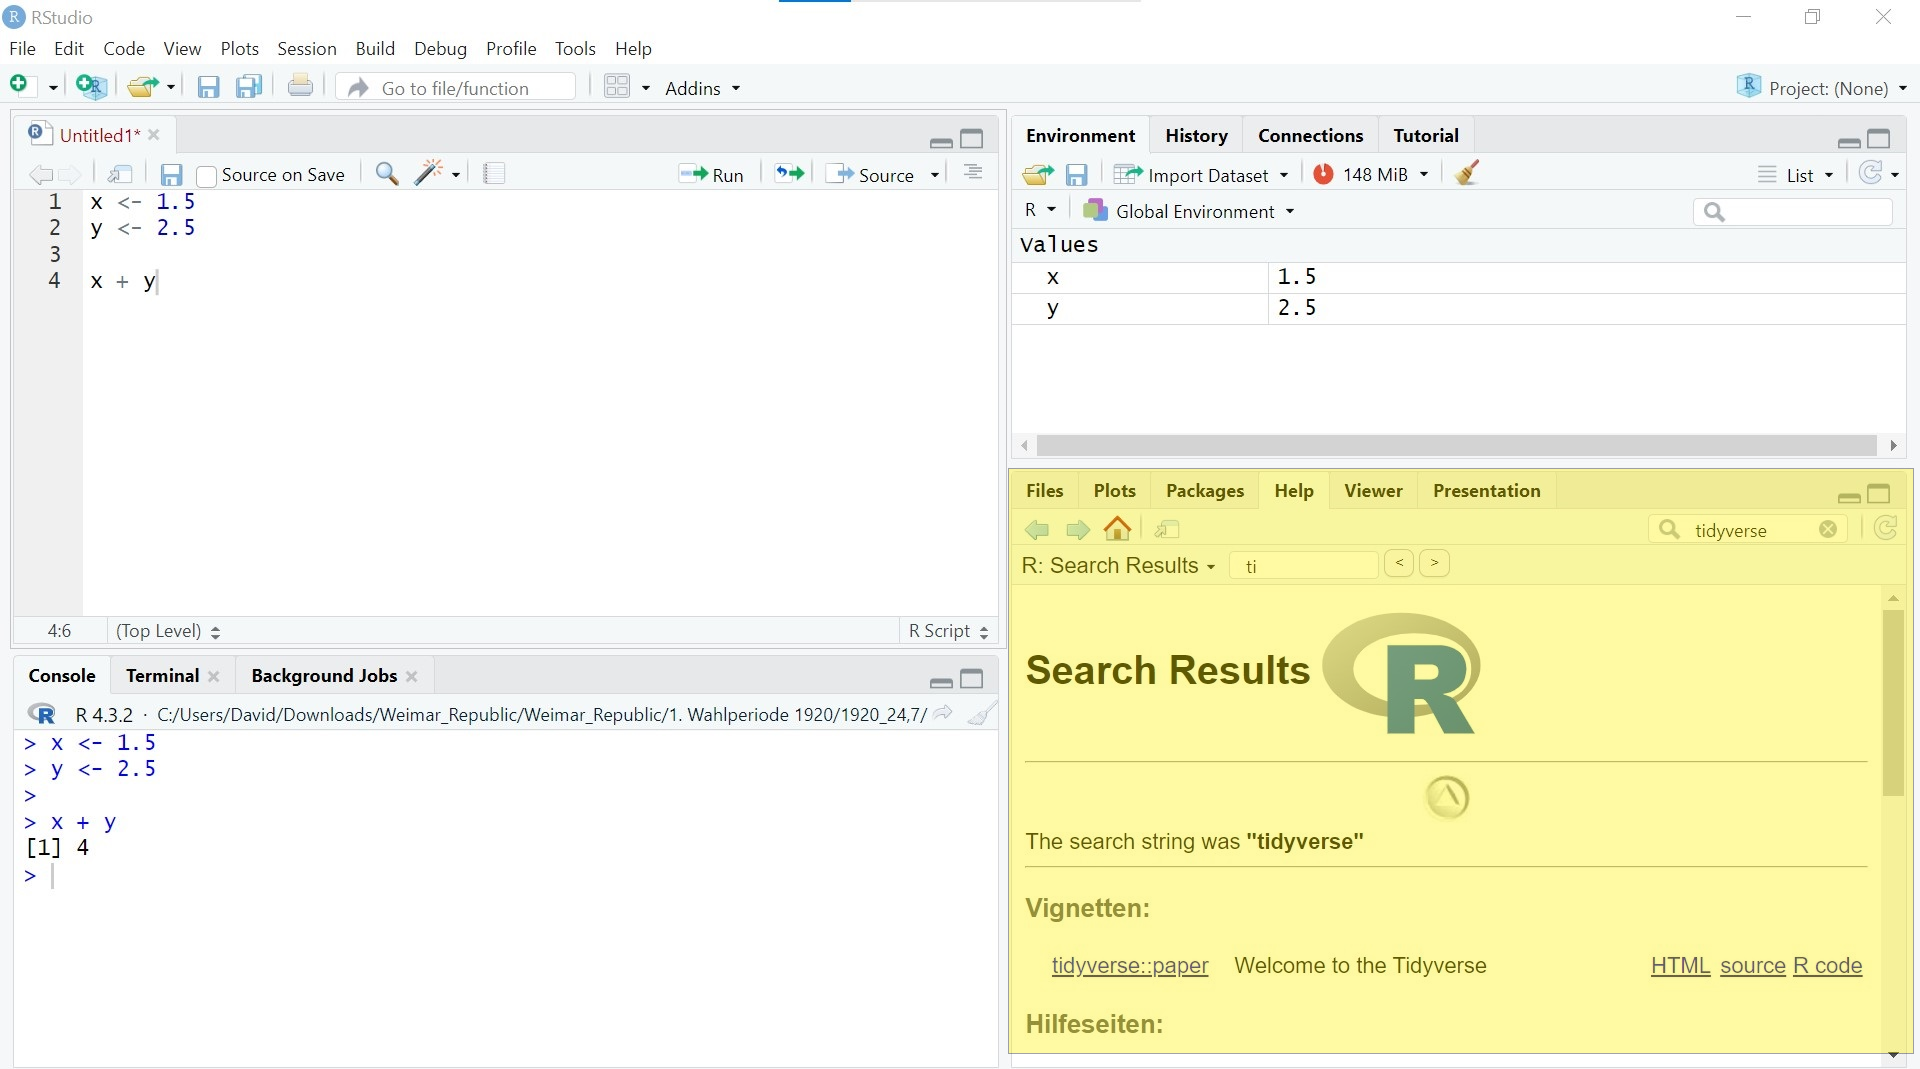 RStudio
File Edit Code View Plots Session Build Debug Profile Tools Help
Go to file/function Addins Project: (None)
Untitled1*
Source on Save Run Source
1 x <- 1.5
2 y <- 2.5
3
4 x + y
4:6 (Top Level) R Script
Console Terminal Background Jobs
R 4.3.2 · C:/Users/David/Downloads/Weimar_Republic/Weimar_Republic/1. Wahlperiode 1920/1920_24,7/
> x <- 1.5
> y <- 2.5
>
> x + y
[1] 4
>
Environment History Connections Tutorial
Import Dataset 148 MiB List
R Global Environment
Values
x 1.5
y 2.5
Files Plots Packages Help Viewer Presentation
tidyverse
R: Search Results ti < >
Search Results R
The search string was "tidyverse"
Vignetten:
tidyverse::paper Welcome to the Tidyverse HTML source R code
Hilfeseiten: